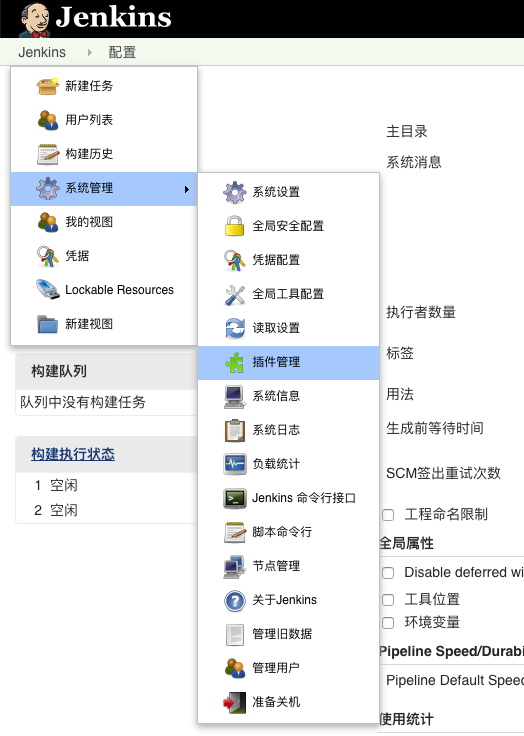 Jenkins
Jenkins 配置
新建任务
用户列表
构建历史
系统管理
我的视图
凭据
Lockable Resources
新建视图
系统设置
全局安全配置
凭据配置
全局工具配置
读取设置
插件管理
系统信息
系统日志
负载统计
Jenkins 命令行接口
脚本命令行
节点管理
关于Jenkins
管理旧数据
管理用户
准备关机
构建队列
队列中没有构建任务
构建执行状态
1 空闲
2 空闲
主目录
系统消息
执行者数量
标签
用法
生成前等待时间
SCM签出重试次数
工程命名限制
全局属性
Disable deferred wi
工具位置
环境变量
Pipeline Speed/Durabi
Pipeline Default Speed
使用统计